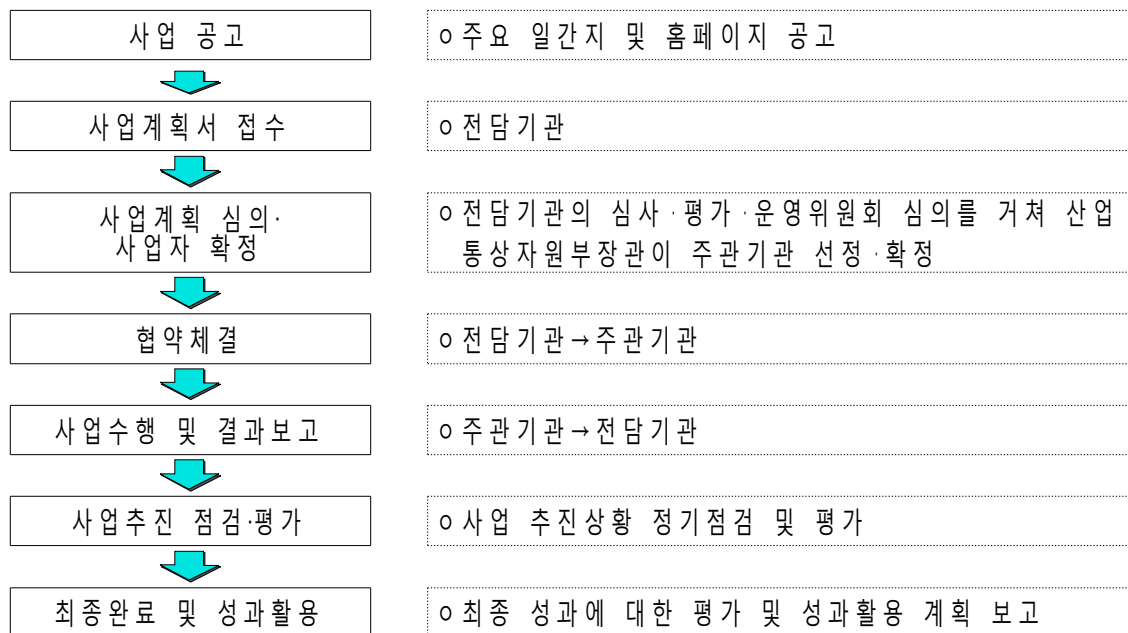 사업 공고
o 주요 일간지 및 홈페이지 공고
사업계획서 접수
o 전담기관
사업계획 심의·
사업자 확정
o 전담기관의 심사·평가·운영위원회 심의를 거쳐 산업
통상자원부장관이 주관기관 선정·확정
협약체결
o 전담기관→주관기관
사업수행 및 결과보고
o 주관기관→전담기관
사업추진 점검·평가
o 사업 추진상황 정기점검 및 평가
최종완료 및 성과활용
o 최종 성과에 대한 평가 및 성과활용 계획 보고